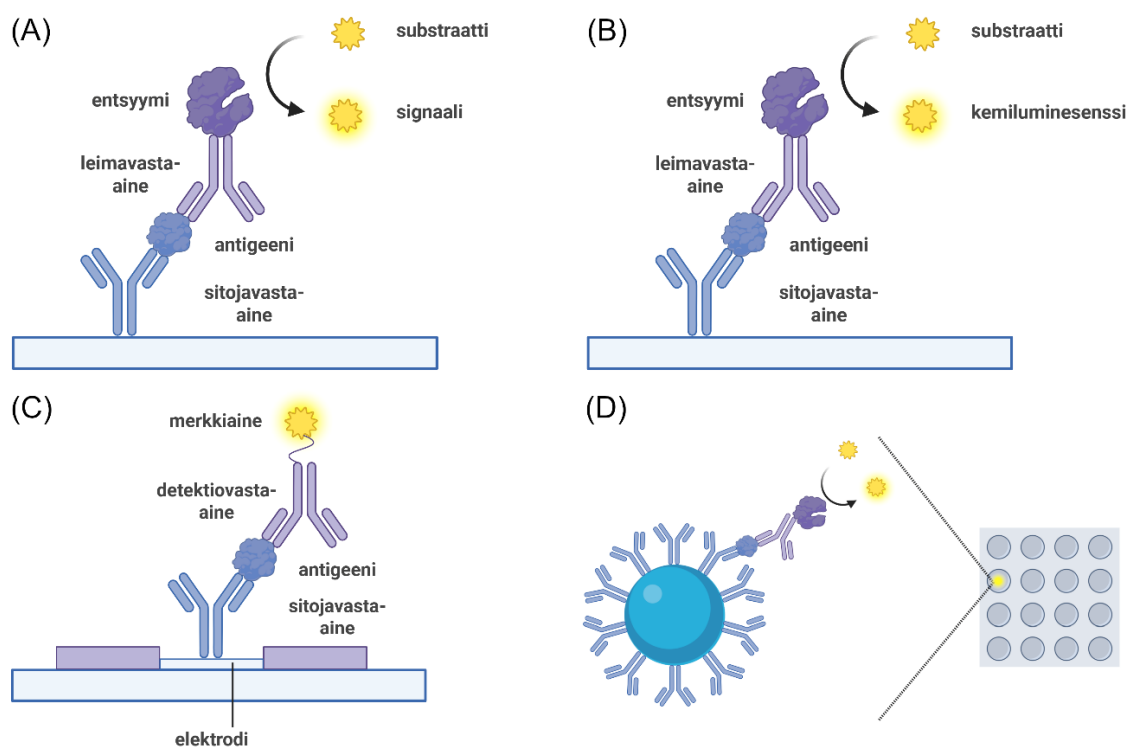 (A)
substraatti
entsyymi
signaali
leimavasta-
aine
antigeeni
sitojavasta-
aine
(B)
substraatti
entsyymi
kemiluminesenssi
leimavasta-
aine
antigeeni
sitojavasta-
aine
(C)
merkkiaine
detektiovasta-
aine
antigeeni
sitojavasta-
aine
elektrodi
(D)